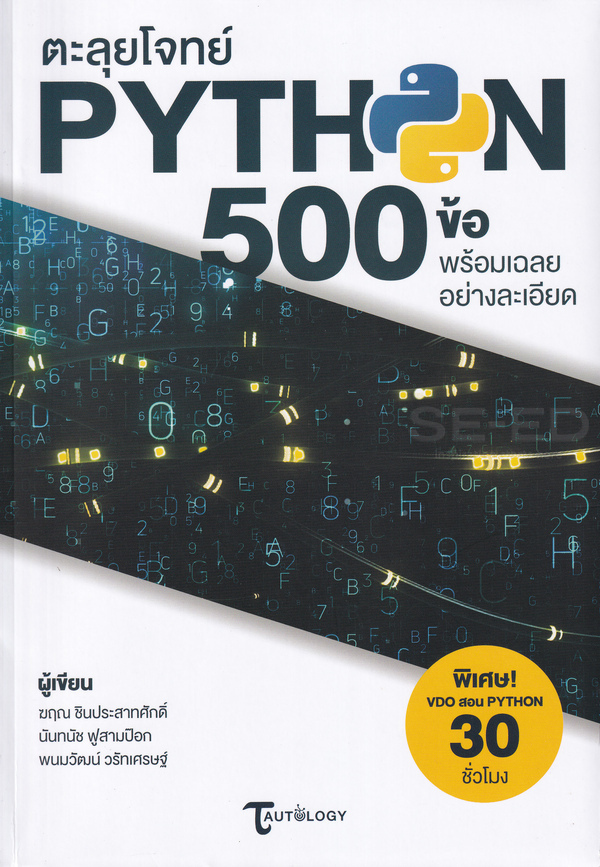 ตะลุยโจทย์
PYTHON
500 ข้อ
พร้อมเฉลย
อย่างละเอียด
SE-ED
ผู้เขียน
ฆฤณ ชินประสาทศักดิ์
นันทนัช ฟูสามป๊อก
พนมวัฒน์ วรัทเศรษฐ์
พิเศษ!
VDO สอน PYTHON
30
ชั่วโมง
TAUTOLOGY